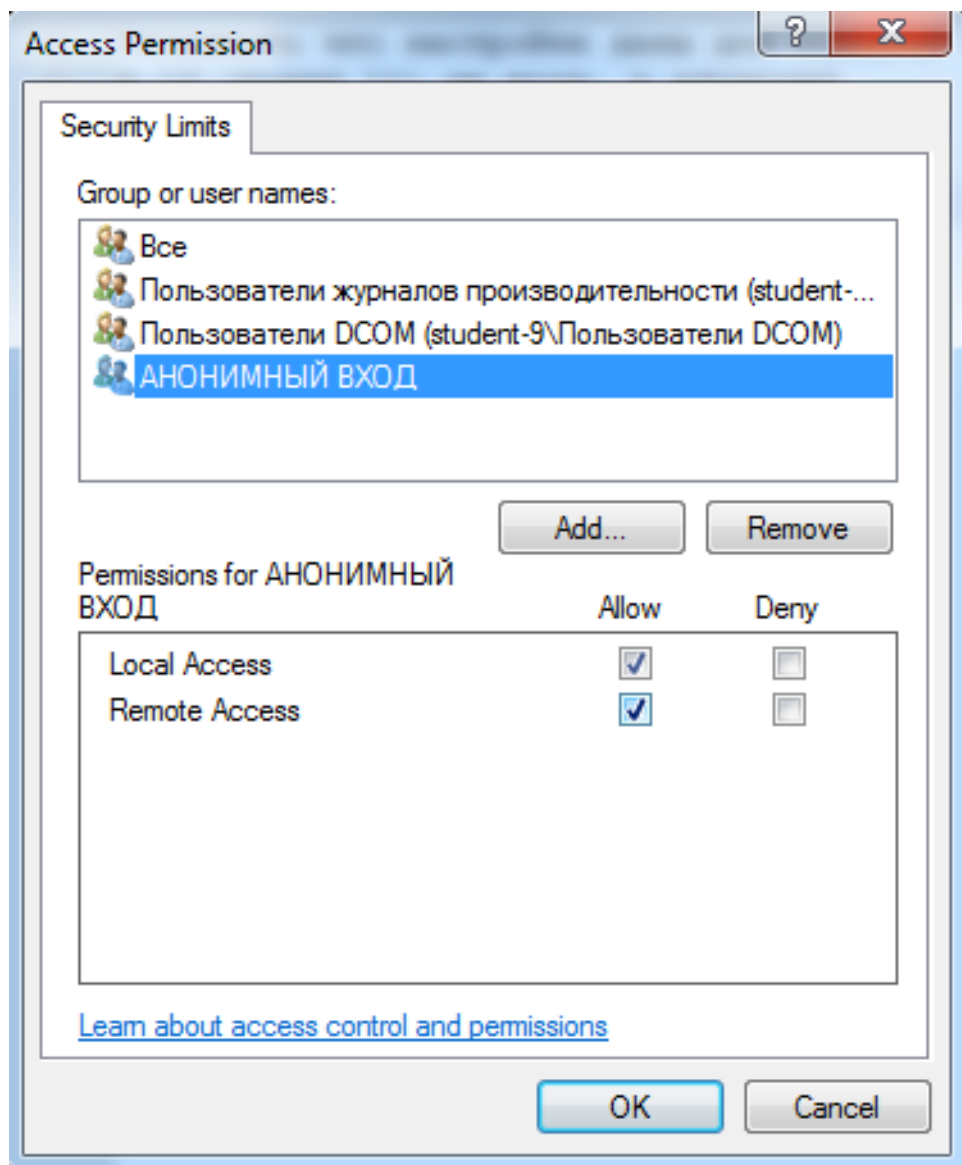 Access Permission
Security Limits
Group or user names:
Все
Пользователи журналов производительности (student-...
Пользователи DCOM (student-9\Пользователи DCOM)
АНОНИМНЫЙ ВХОД
Add... Remove
Permissions for АНОНИМНЫЙ
ВХОД Allow Deny
Local Access
Remote Access
Learn about access control and permissions
OK Cancel